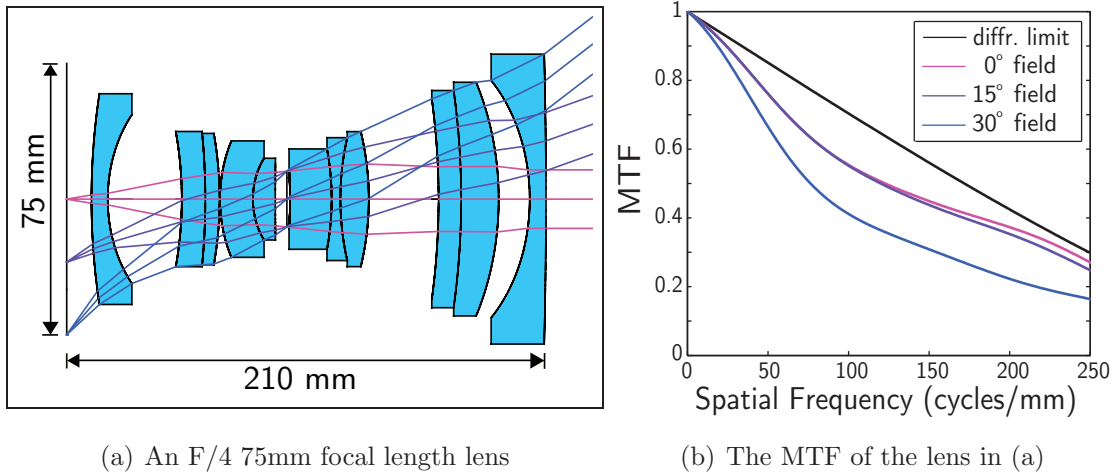 75 mm
210 mm
(a) An F/4 75mm focal length lens
MTF
1
0.8
0.6
0.4
0.2
0
0
50
100
150
200
250
Spatial Frequency (cycles/mm)
diffr. limit
0° field
15° field
30° field
(b) The MTF of the lens in (a)